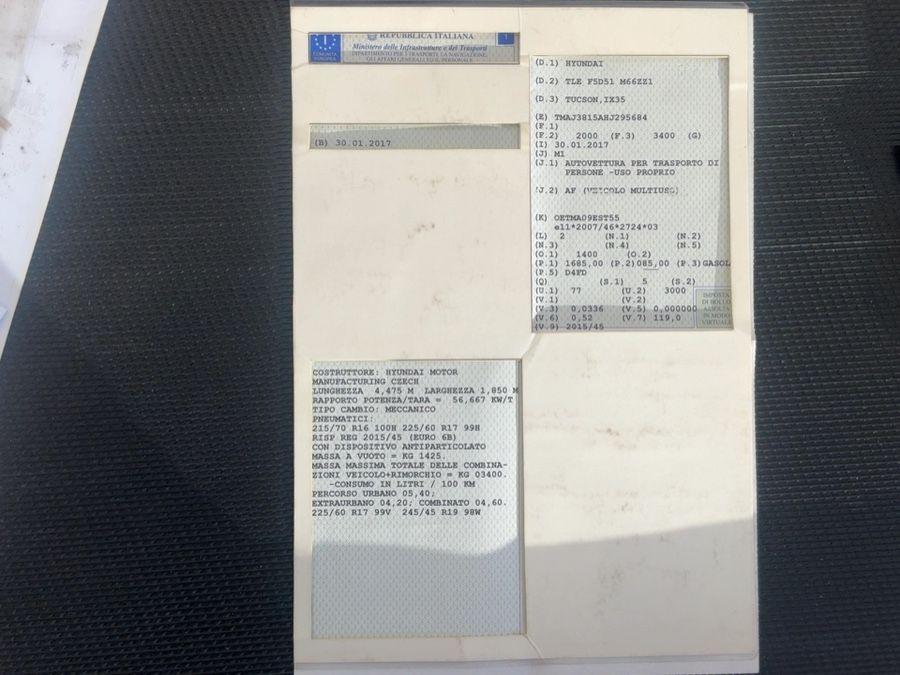 REPUBBLICA ITALIANA
COMUNITÀ EUROPEA
I
Ministero delle Infrastrutture e dei Trasporti
DIPARTIMENTO PER I TRASPORTI, LA NAVIGAZIONE,
GLI AFFARI GENERALI ED IL PERSONALE
(B) 30.01.2017
COSTRUTTORE: HYUNDAI MOTOR
MANUFACTURING CZECH
LUNGHEZZA 4,475 M LARGHEZZA 1,850 M
RAPPORTO POTENZA/TARA = 56,667 KW/T
TIPO CAMBIO: MECCANICO
PNEUMATICI:
215/70 R16 100H 225/60 R17 99H
RISP REG 2015/45 (EURO 6B)
CON DISPOSITIVO ANTIPARTICOLATO
MASSA A VUOTO = KG 1425.
MASSA MASSIMA TOTALE DELLE COMBINA-
ZIONI VEICOLO+RIMORCHIO = KG 03400.
-CONSUMO IN LITRI / 100 KM
PERCORSO URBANO 05,40;
EXTRAURBANO 04,20; COMBINATO 04,60.
225/60 R17 99V 245/45 R19 98W
(D.1) HYUNDAI
(D.2) TLE F5D51 M66ZZ1
(D.3) TUCSON,IX35
(E) TMAJ3815AHJ295684
(F.1)
(F.2) 2000 (F.3) 3400 (G)
(I) 30.01.2017
(J) M1
(J.1) AUTOVETTURA PER TRASPORTO DI
PERSONE -USO PROPRIO
(J.2) AF (VEICOLO MULTIUSO)
(K) OETMA09EST55
e11*2007/46*2724*03
(L) 2 (N.1) (N.2)
(N.3) (N.4) (N.5)
(O.1) 1400 (O.2)
(P.1) 1685,00 (P.2)085,00 (P.3)GASOL
(P.5) D4FD
(Q) (S.1) 5 (S.2)
(U.1) 77 (U.2) 3000
(V.1) (V.2)
(V.3) 0,0336 (V.5) 0,000000
(V.6) 0,52 (V.7) 119,0
(V.9) 2015/45
IMPOSTA
DI BOLLO
ASSOLTA
IN MODO
VIRTUALE